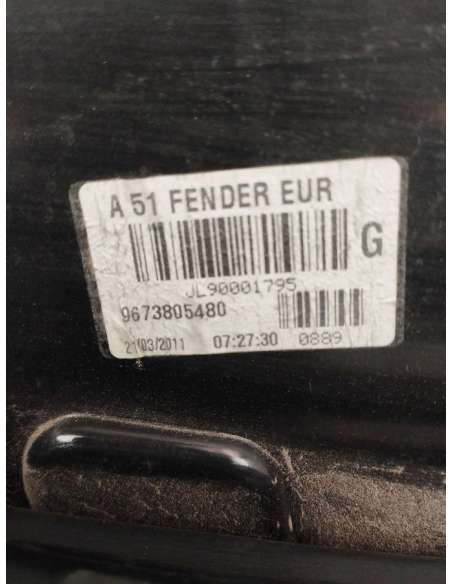 A 51 FENDER EUR
G
JL90001795
9673805480
21/03/2011 07:27:30 0889